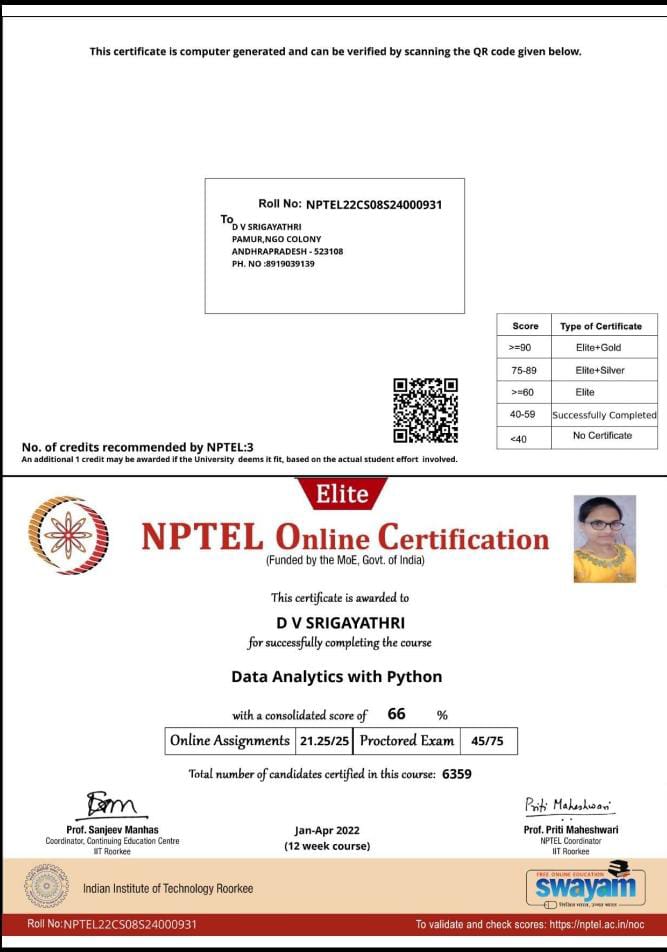 This certificate is computer generated and can be verified by scanning the QR code given below.
Roll No: NPTEL22CS08S24000931
To
D V SRIGAYATHRI
PAMUR,NGO COLONY
ANDHRAPRADESH - 523108
PH. NO :8919039139
Score Type of Certificate
>=90 Elite+Gold
75-89 Elite+Silver
>=60 Elite
40-59 Successfully Completed
<40 No Certificate
No. of credits recommended by NPTEL:3
An additional 1 credit may be awarded if the University deems it fit, based on the actual student effort involved.
Elite
NPTEL Online Certification
(Funded by the MoE, Govt. of India)
This certificate is awarded to
D V SRIGAYATHRI
for successfully completing the course
Data Analytics with Python
with a consolidated score of 66 %
Online Assignments 21.25/25 Proctored Exam 45/75
Total number of candidates certified in this course: 6359
Priti Maheshwari
Prof. Sanjeev Manhas
Coordinator, Continuing Education Centre
IIT Roorkee
Jan-Apr 2022
(12 week course)
Prof. Priti Maheshwari
NPTEL Coordinator
IIT Roorkee
Indian Institute of Technology Roorkee
FREE ONLINE EDUCATION
swayam
शिक्षित भारत, उन्नत भारत
Roll No:NPTEL22CS08S24000931
To validate and check scores: https://nptel.ac.in/noc